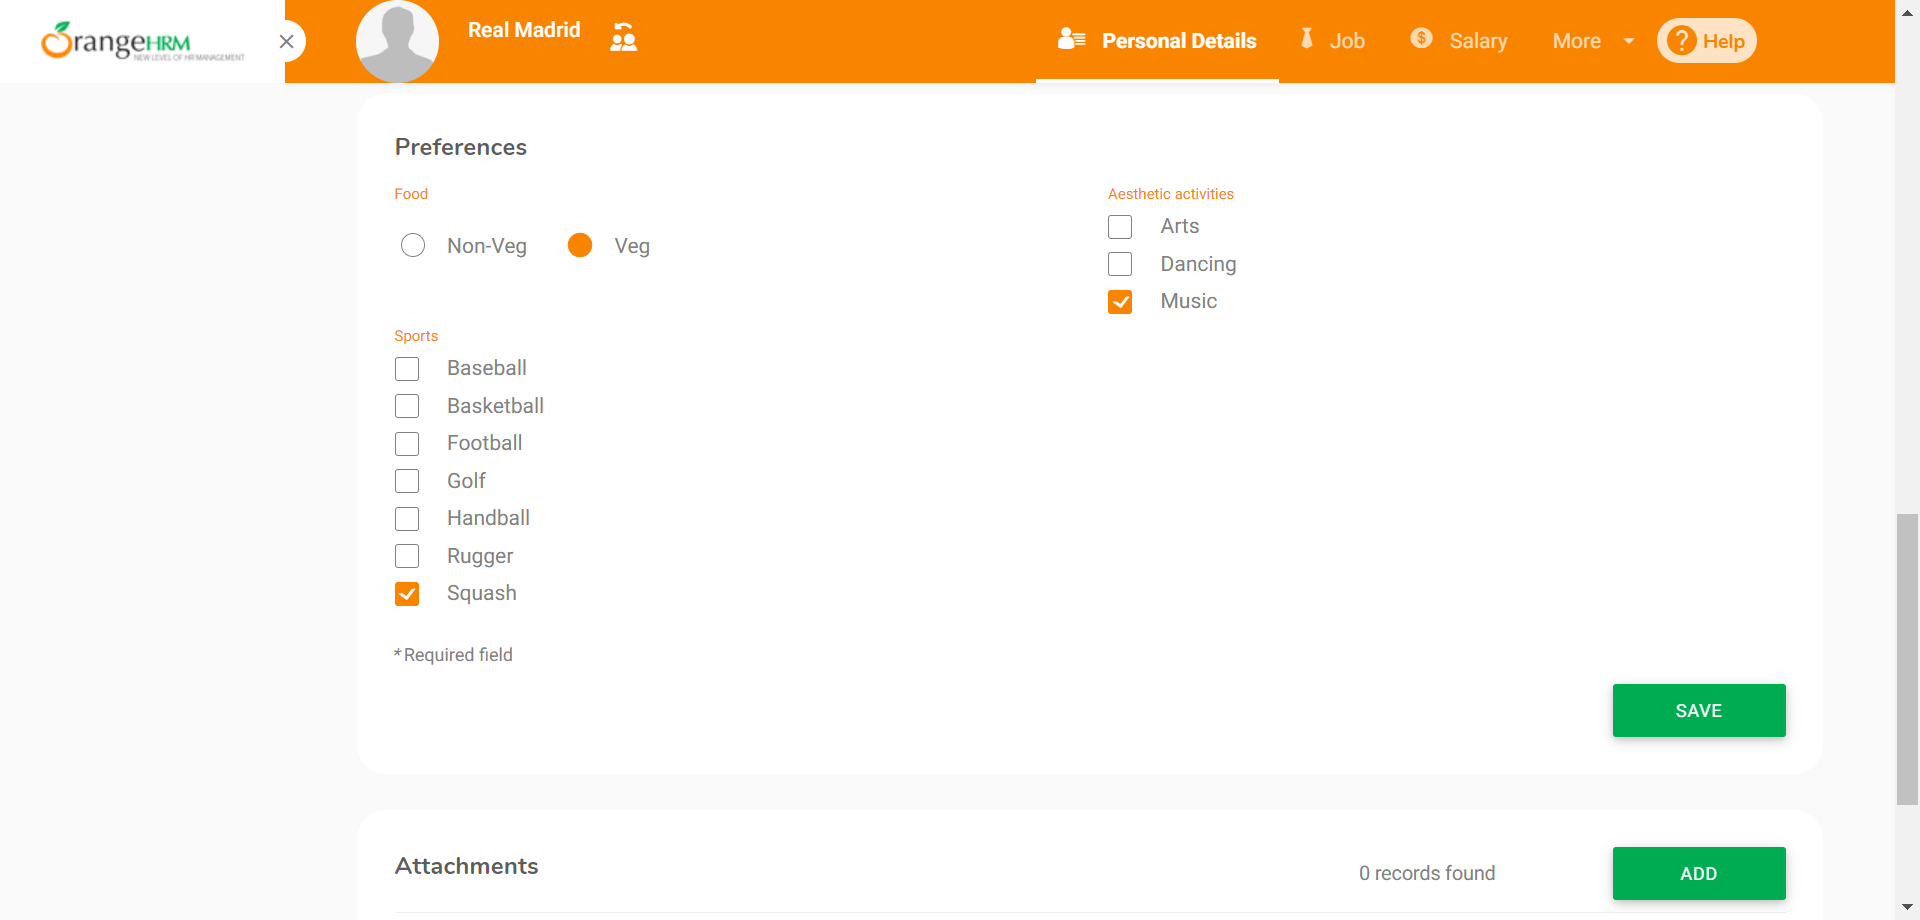 OrangeHRM
NEW LEVEL OF HR MANAGEMENT
Real Madrid
Personal Details
Job
$
Salary
More
? Help
Preferences
Food
Non-Veg
Veg
Aesthetic activities
Arts
Dancing
Music
Sports
Baseball
Basketball
Football
Golf
Handball
Rugger
Squash
* Required field
SAVE
Attachments
0 records found
ADD